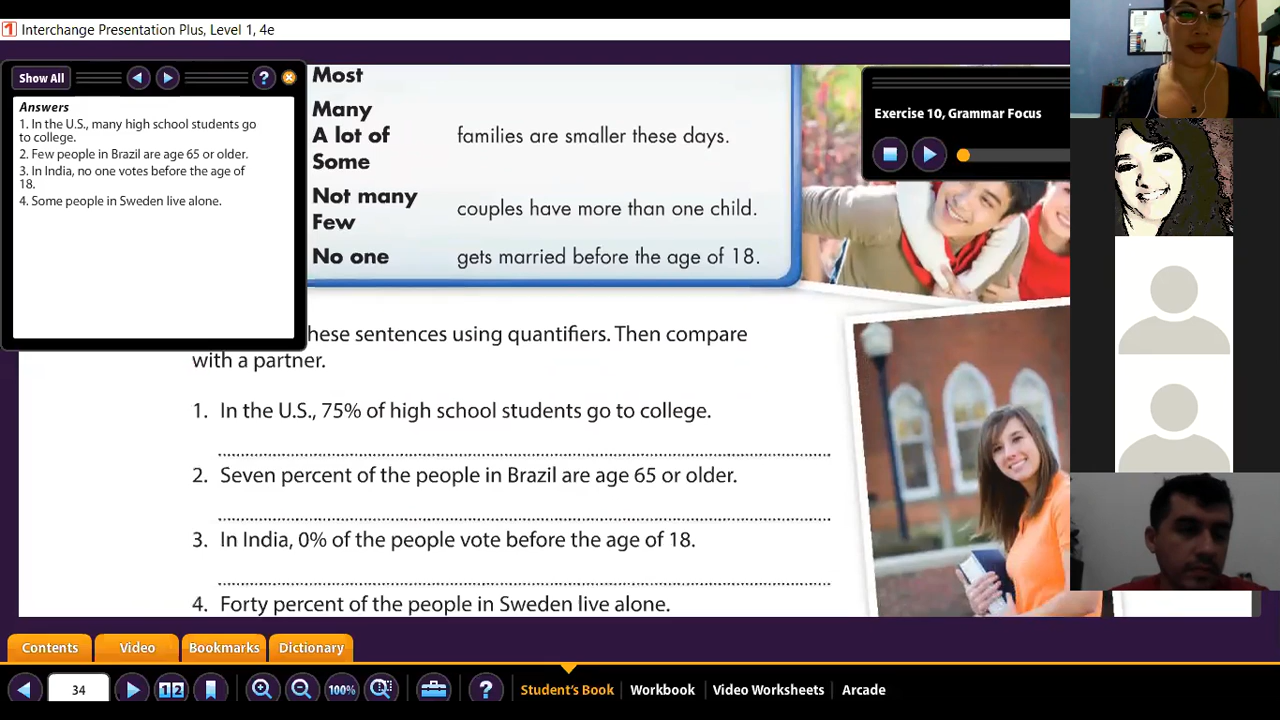 Interchange Presentation Plus, Level 1, 4e
Show All
?
Answers
1. In the U.S., many high school students go
to college.
2. Few people in Brazil are age 65 or older.
3. In India, no one votes before the age of
18.
4. Some people in Sweden live alone.
Most
Many
A lot of
Some
families are smaller these days.
Not many
Few
couples have more than one child.
No one
gets married before the age of 18.
Exercise 10, Grammar Focus
hese sentences using quantifiers. Then compare
with a partner.
1. In the U.S., 75% of high school students go to college.
2. Seven percent of the people in Brazil are age 65 or older.
3. In India, 0% of the people vote before the age of 18.
4. Forty percent of the people in Sweden live alone.
Contents
Video
Bookmarks
Dictionary
34
12
100%
?
Student's Book
Workbook
Video Worksheets
Arcade